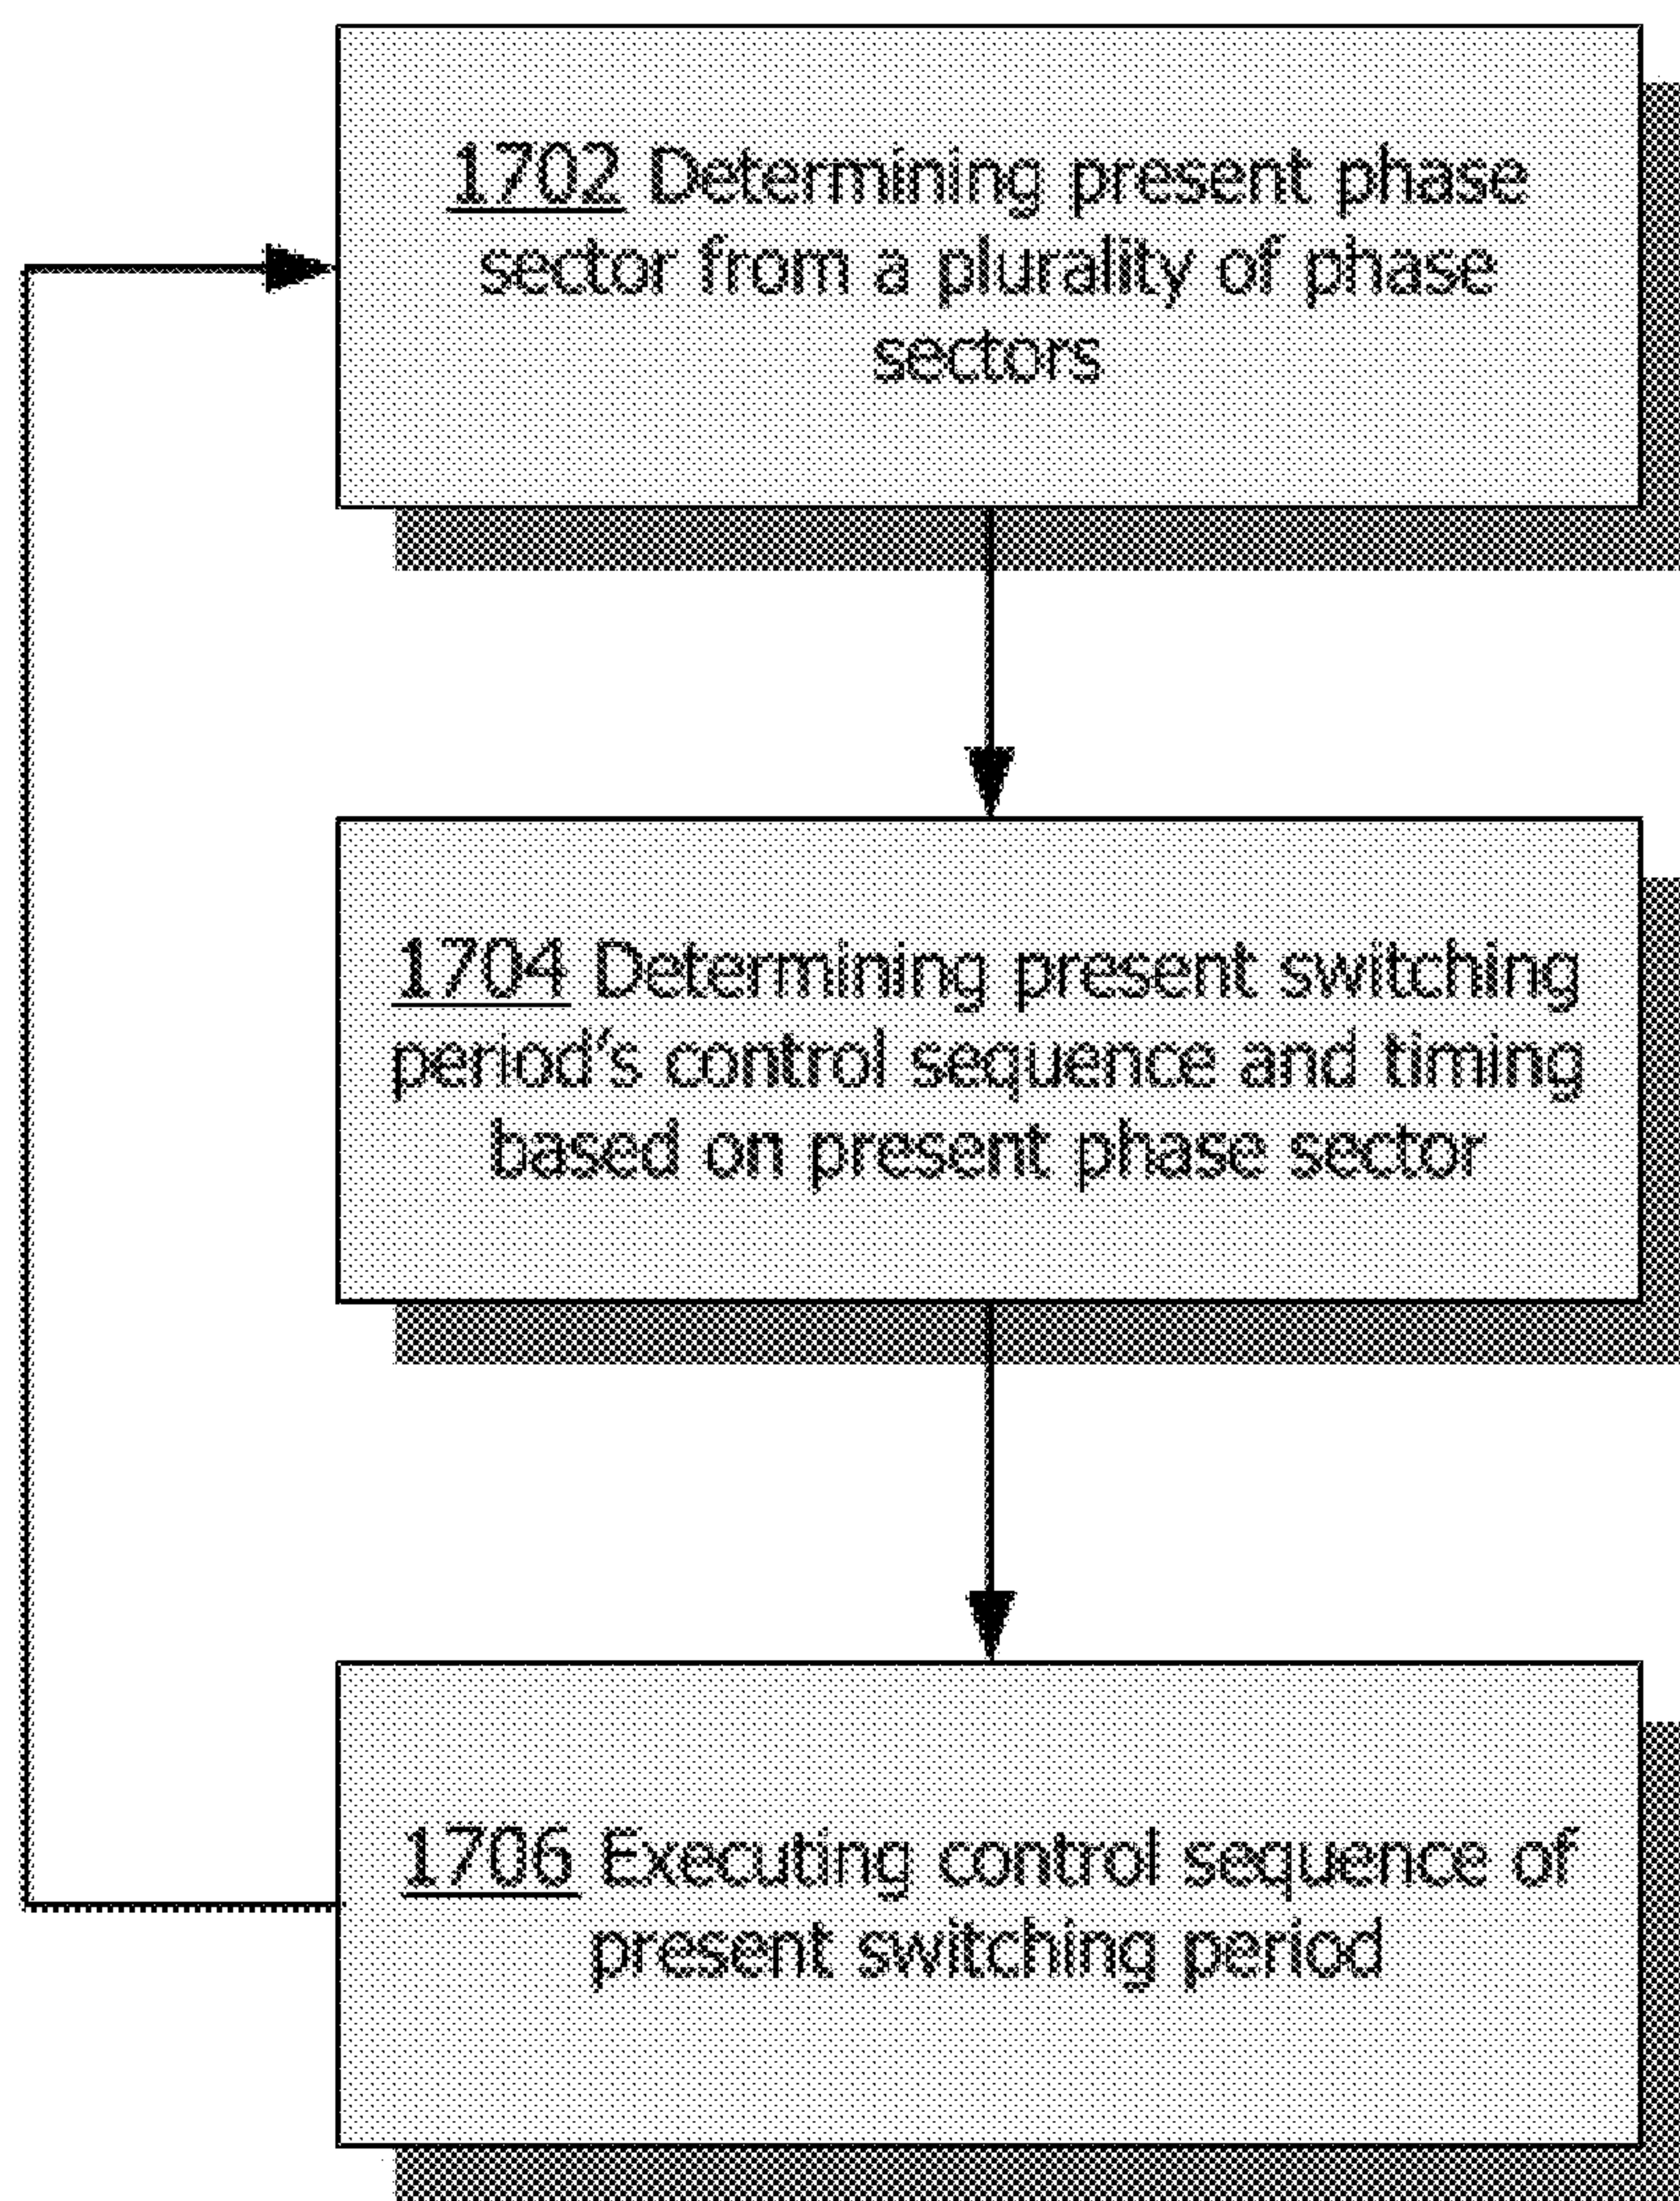 1702 Determining present phase
sector from a plurality of phase
sectors
1704 Determining present switching
period's control sequence and timing
based on present phase sector
1706 Executing control sequence of
present switching period